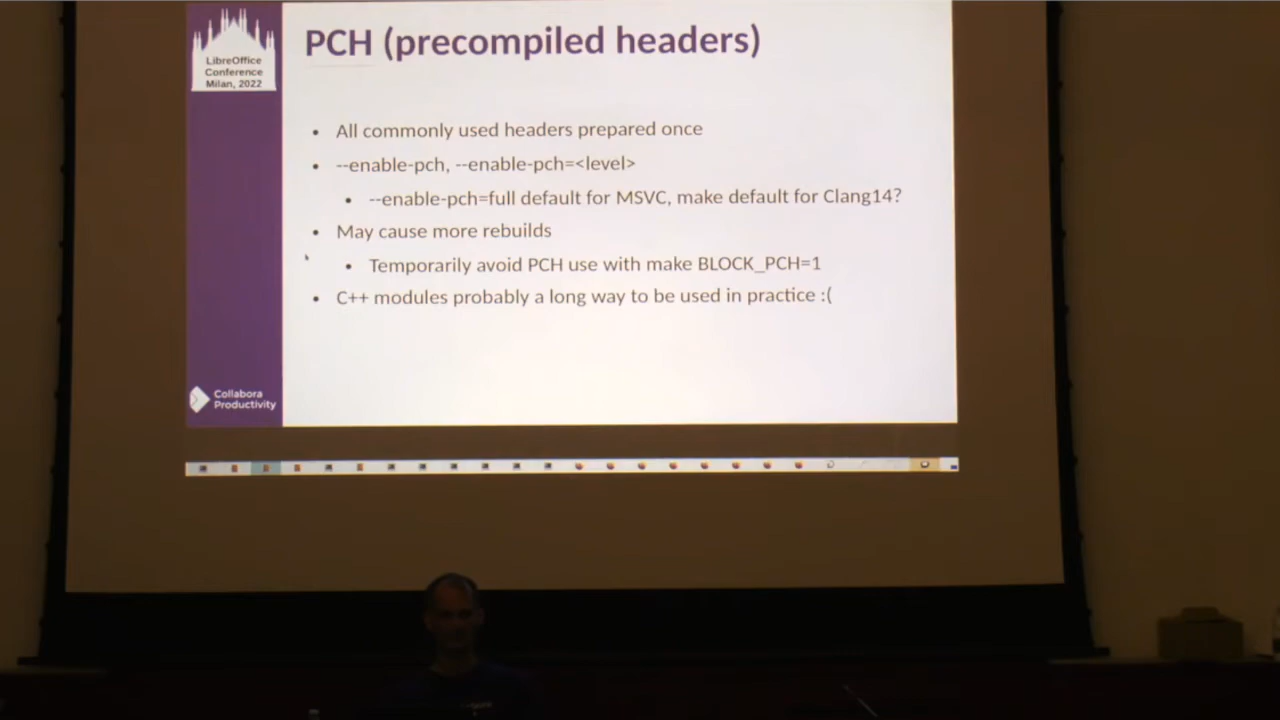 LibreOffice
Conference
Milan, 2022
PCH (precompiled headers)
• All commonly used headers prepared once
• --enable-pch, --enable-pch=<level>
• --enable-pch=full default for MSVC, make default for Clang14?
• May cause more rebuilds
• Temporarily avoid PCH use with make BLOCK_PCH=1
• C++ modules probably a long way to be used in practice :(
Collabora
Productivity